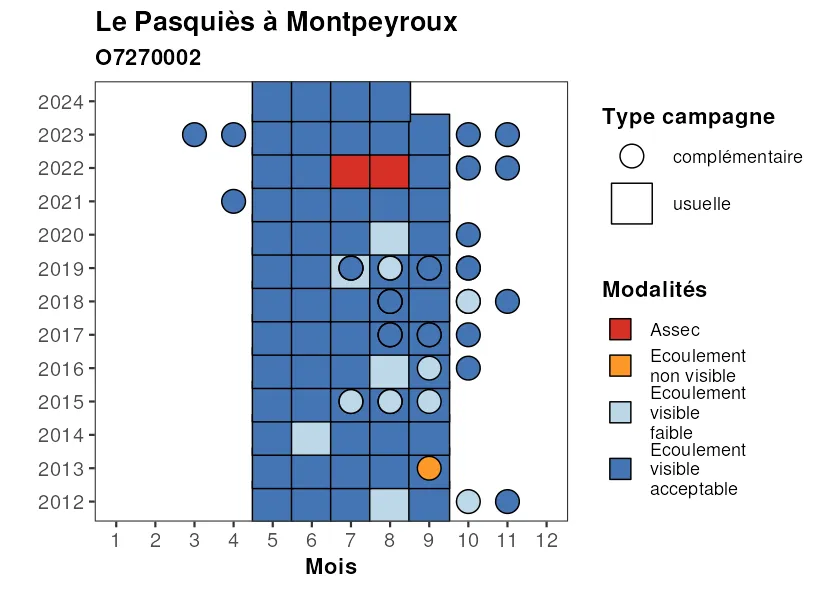 Le Pasquiès à Montpeyroux
O7270002
2024
2023
2022
2021
2020
2019
2018
2017
2016
2015
2014
2013
2012
1 2 3 4 5 6 7 8 9 10 11 12
Mois
Type campagne
complémentaire
usuelle
Modalités
Assec
Ecoulement
non visible
Ecoulement
visible
faible
Ecoulement
visible
acceptable